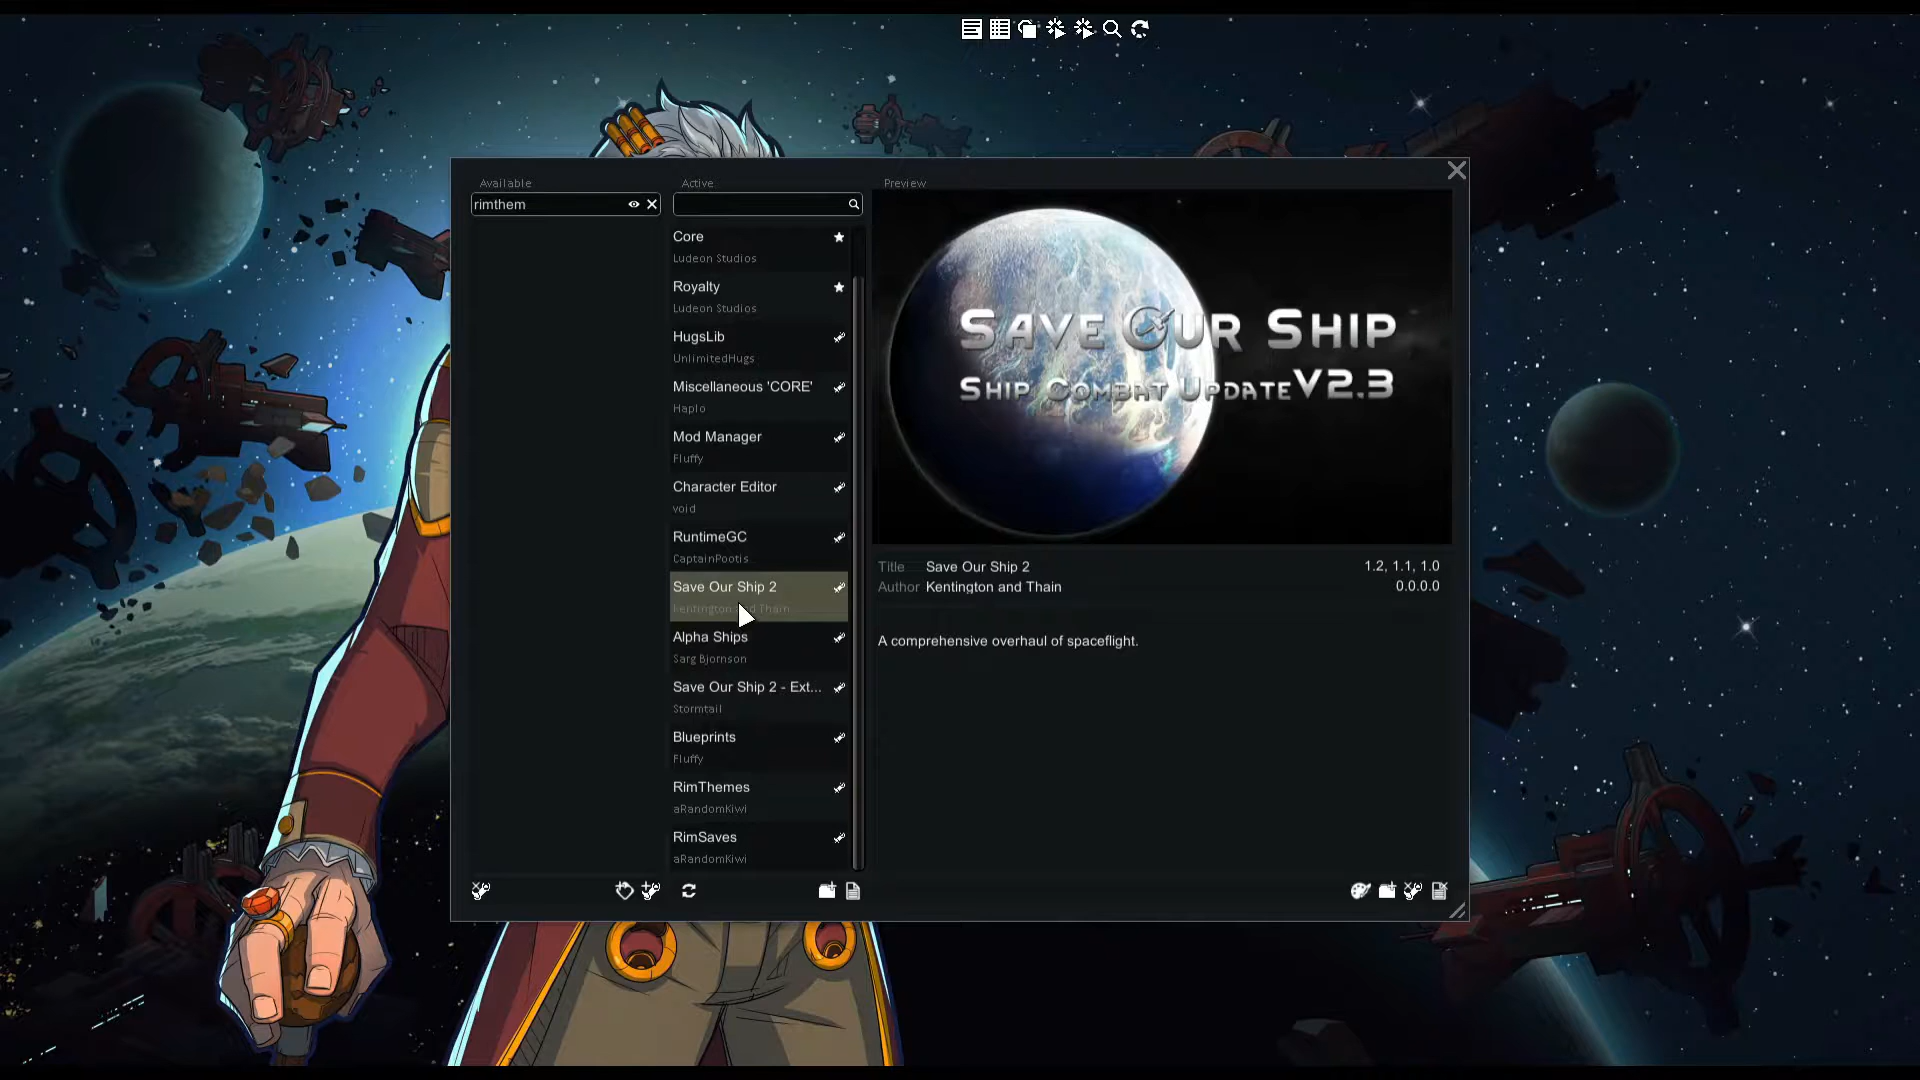 Available
rimthem
Active
Core
Ludeon Studios
Royalty
Ludeon Studios
HugsLib
UnlimitedHugs
Miscellaneous 'CORE'
Haplo
Mod Manager
Fluffy
Character Editor
void
RuntimeGC
CaptainPootis
Save Our Ship 2
Kentington and Thain
Alpha Ships
Sarg Bjornson
Save Our Ship 2 - Ext...
Stormtail
Blueprints
Fluffy
RimThemes
aRandomKiwi
RimSaves
aRandomKiwi
Preview
SAVE OUR SHIP
SHIP COMBAT UPDATE V2.3
Title Save Our Ship 2 1.2, 1.1, 1.0
Author Kentington and Thain 0.0.0.0
A comprehensive overhaul of spaceflight.